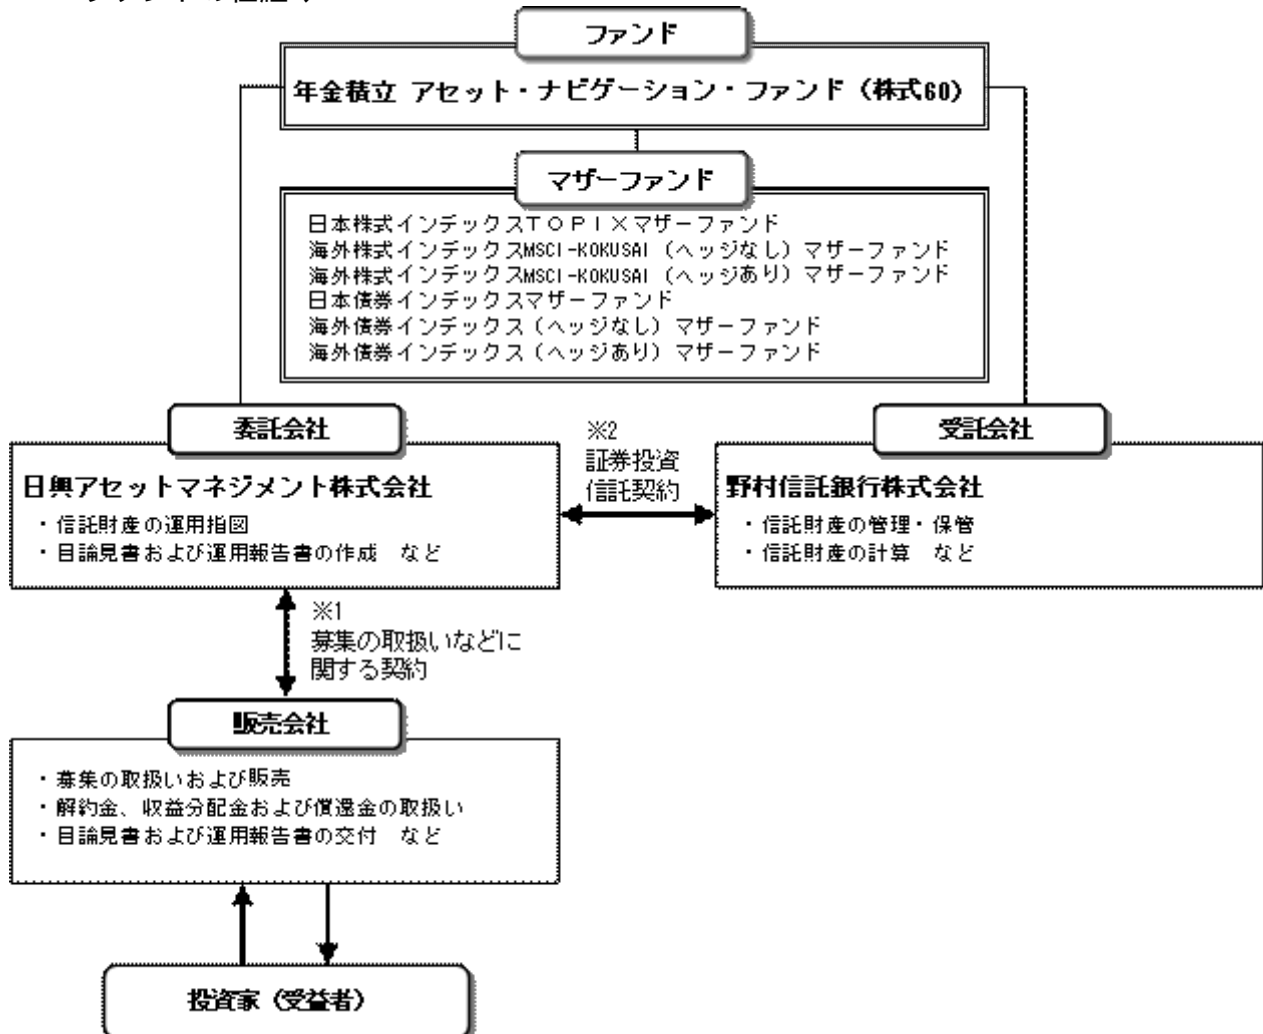 ファンド
年金積立 アセット・ナビゲーション・ファンド（株式60）
マザーファンド
日本株式インデックスＴＯＰＩＸマザーファンド
海外株式インデックスMSCI-KOKUSAI（ヘッジなし）マザーファンド
海外株式インデックスMSCI-KOKUSAI（ヘッジあり）マザーファンド
日本債券インデックスマザーファンド
海外債券インデックス（ヘッジなし）マザーファンド
海外債券インデックス（ヘッジあり）マザーファンド
委託会社
日興アセットマネジメント株式会社
・信託財産の運用指図
・目論見書および運用報告書の作成　など
※2
証券投資
信託契約
受託会社
野村信託銀行株式会社
・信託財産の管理・保管
・信託財産の計算　など
※1
募集の取扱いなどに
関する契約
販売会社
・募集の取扱いおよび販売
・解約金、収益分配金および償還金の取扱い
・目論見書および運用報告書の交付　など
投資家（受益者）